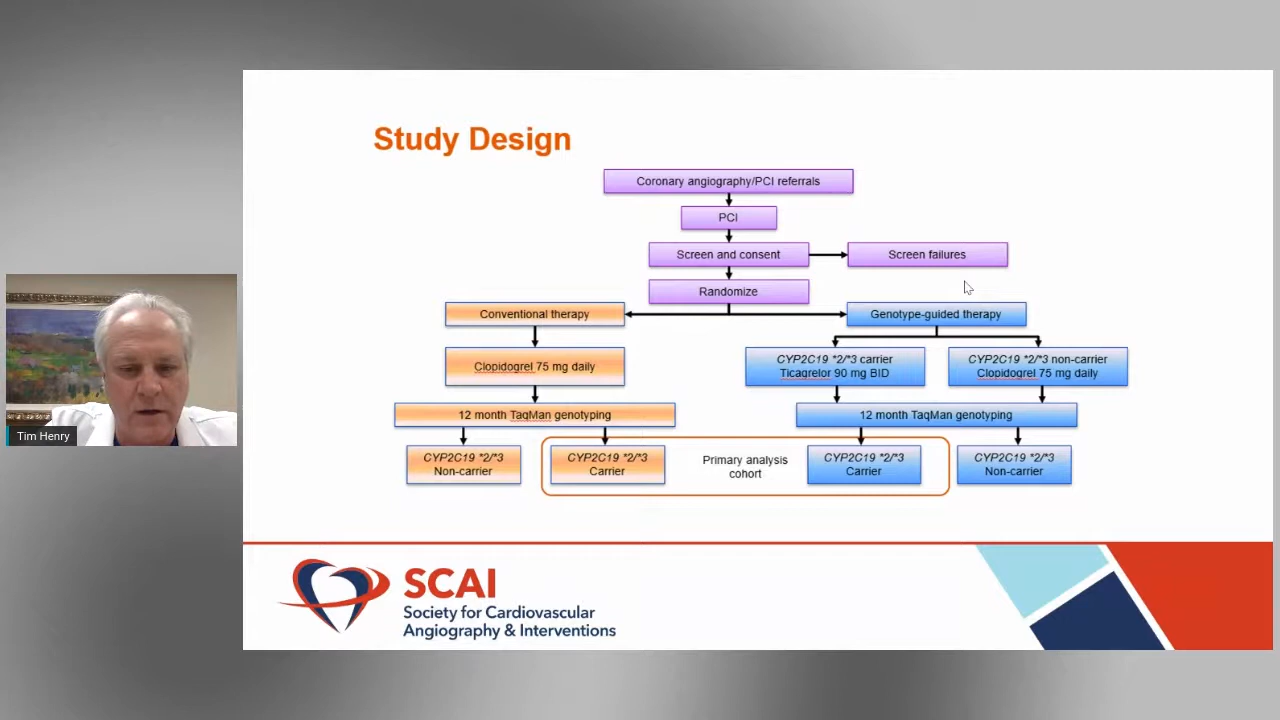 Study Design
Coronary angiography/PCI referrals
PCI
Screen and consent
Screen failures
Randomize
Conventional therapy
Genotype-guided therapy
Clopidogrel 75 mg daily
CYP2C19 *2/*3 carrier
Ticagrelor 90 mg BID
CYP2C19 *2/*3 non-carrier
Clopidogrel 75 mg daily
12 month TaqMan genotyping
12 month TaqMan genotyping
CYP2C19 *2/*3
Non-carrier
CYP2C19 *2/*3
Carrier
Primary analysis
cohort
CYP2C19 *2/*3
Carrier
CYP2C19 *2/*3
Non-carrier
Tim Henry
SCAI
Society for Cardiovascular
Angiography & Interventions